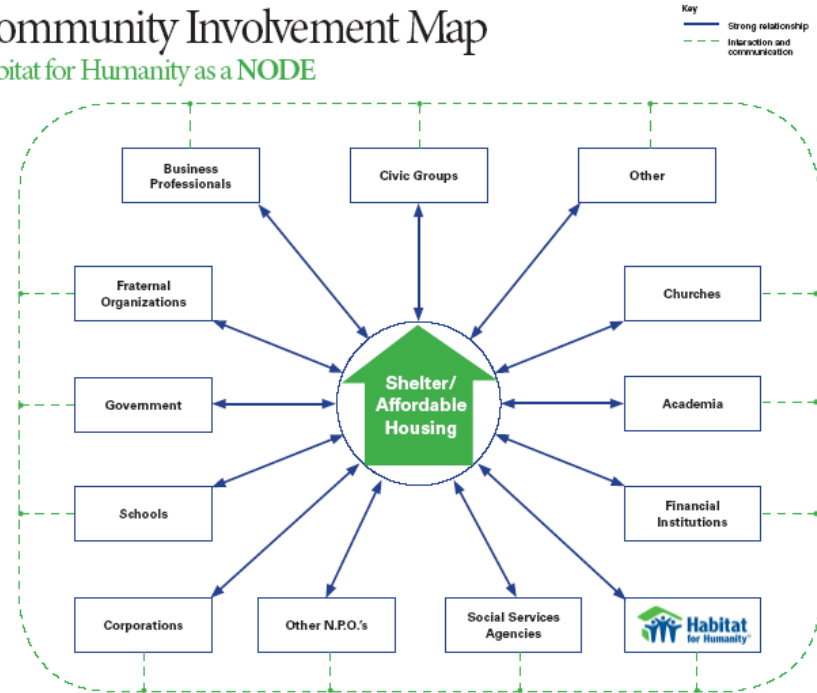 ommunity Involvement Map
bitat for Humanity as a NODE
Key
Strong relationship
Interaction and
communication
Business
Professionals
Civic Groups
Other
Fraternal
Organizations
Churches
Shelter/
Affordable
Housing
Government
Academia
Schools
Financial
Institutions
Corporations
Other N.P.O.'s
Social Services
Agencies
Habitat
for Humanity®